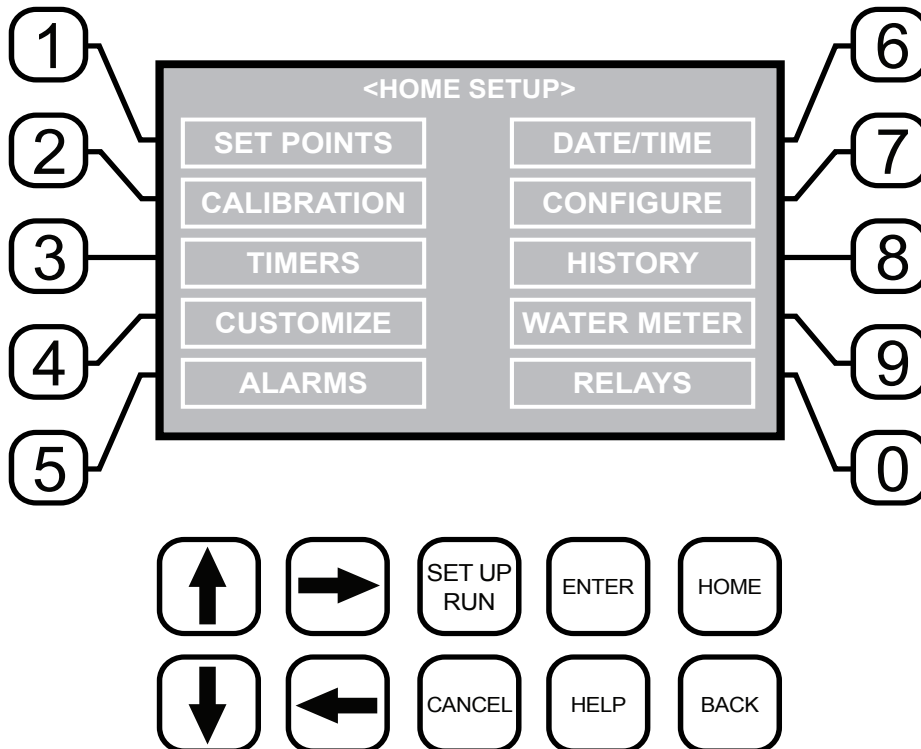 1
6
<HOME SETUP>
SET POINTS
DATE/TIME
2
7
CALIBRATION
CONFIGURE
3
TIMERS
HISTORY
8
CUSTOMIZE
WATER METER
4
9
ALARMS
RELAYS
5
0
SET UP
RUN
ENTER
HOME
CANCEL
HELP
BACK